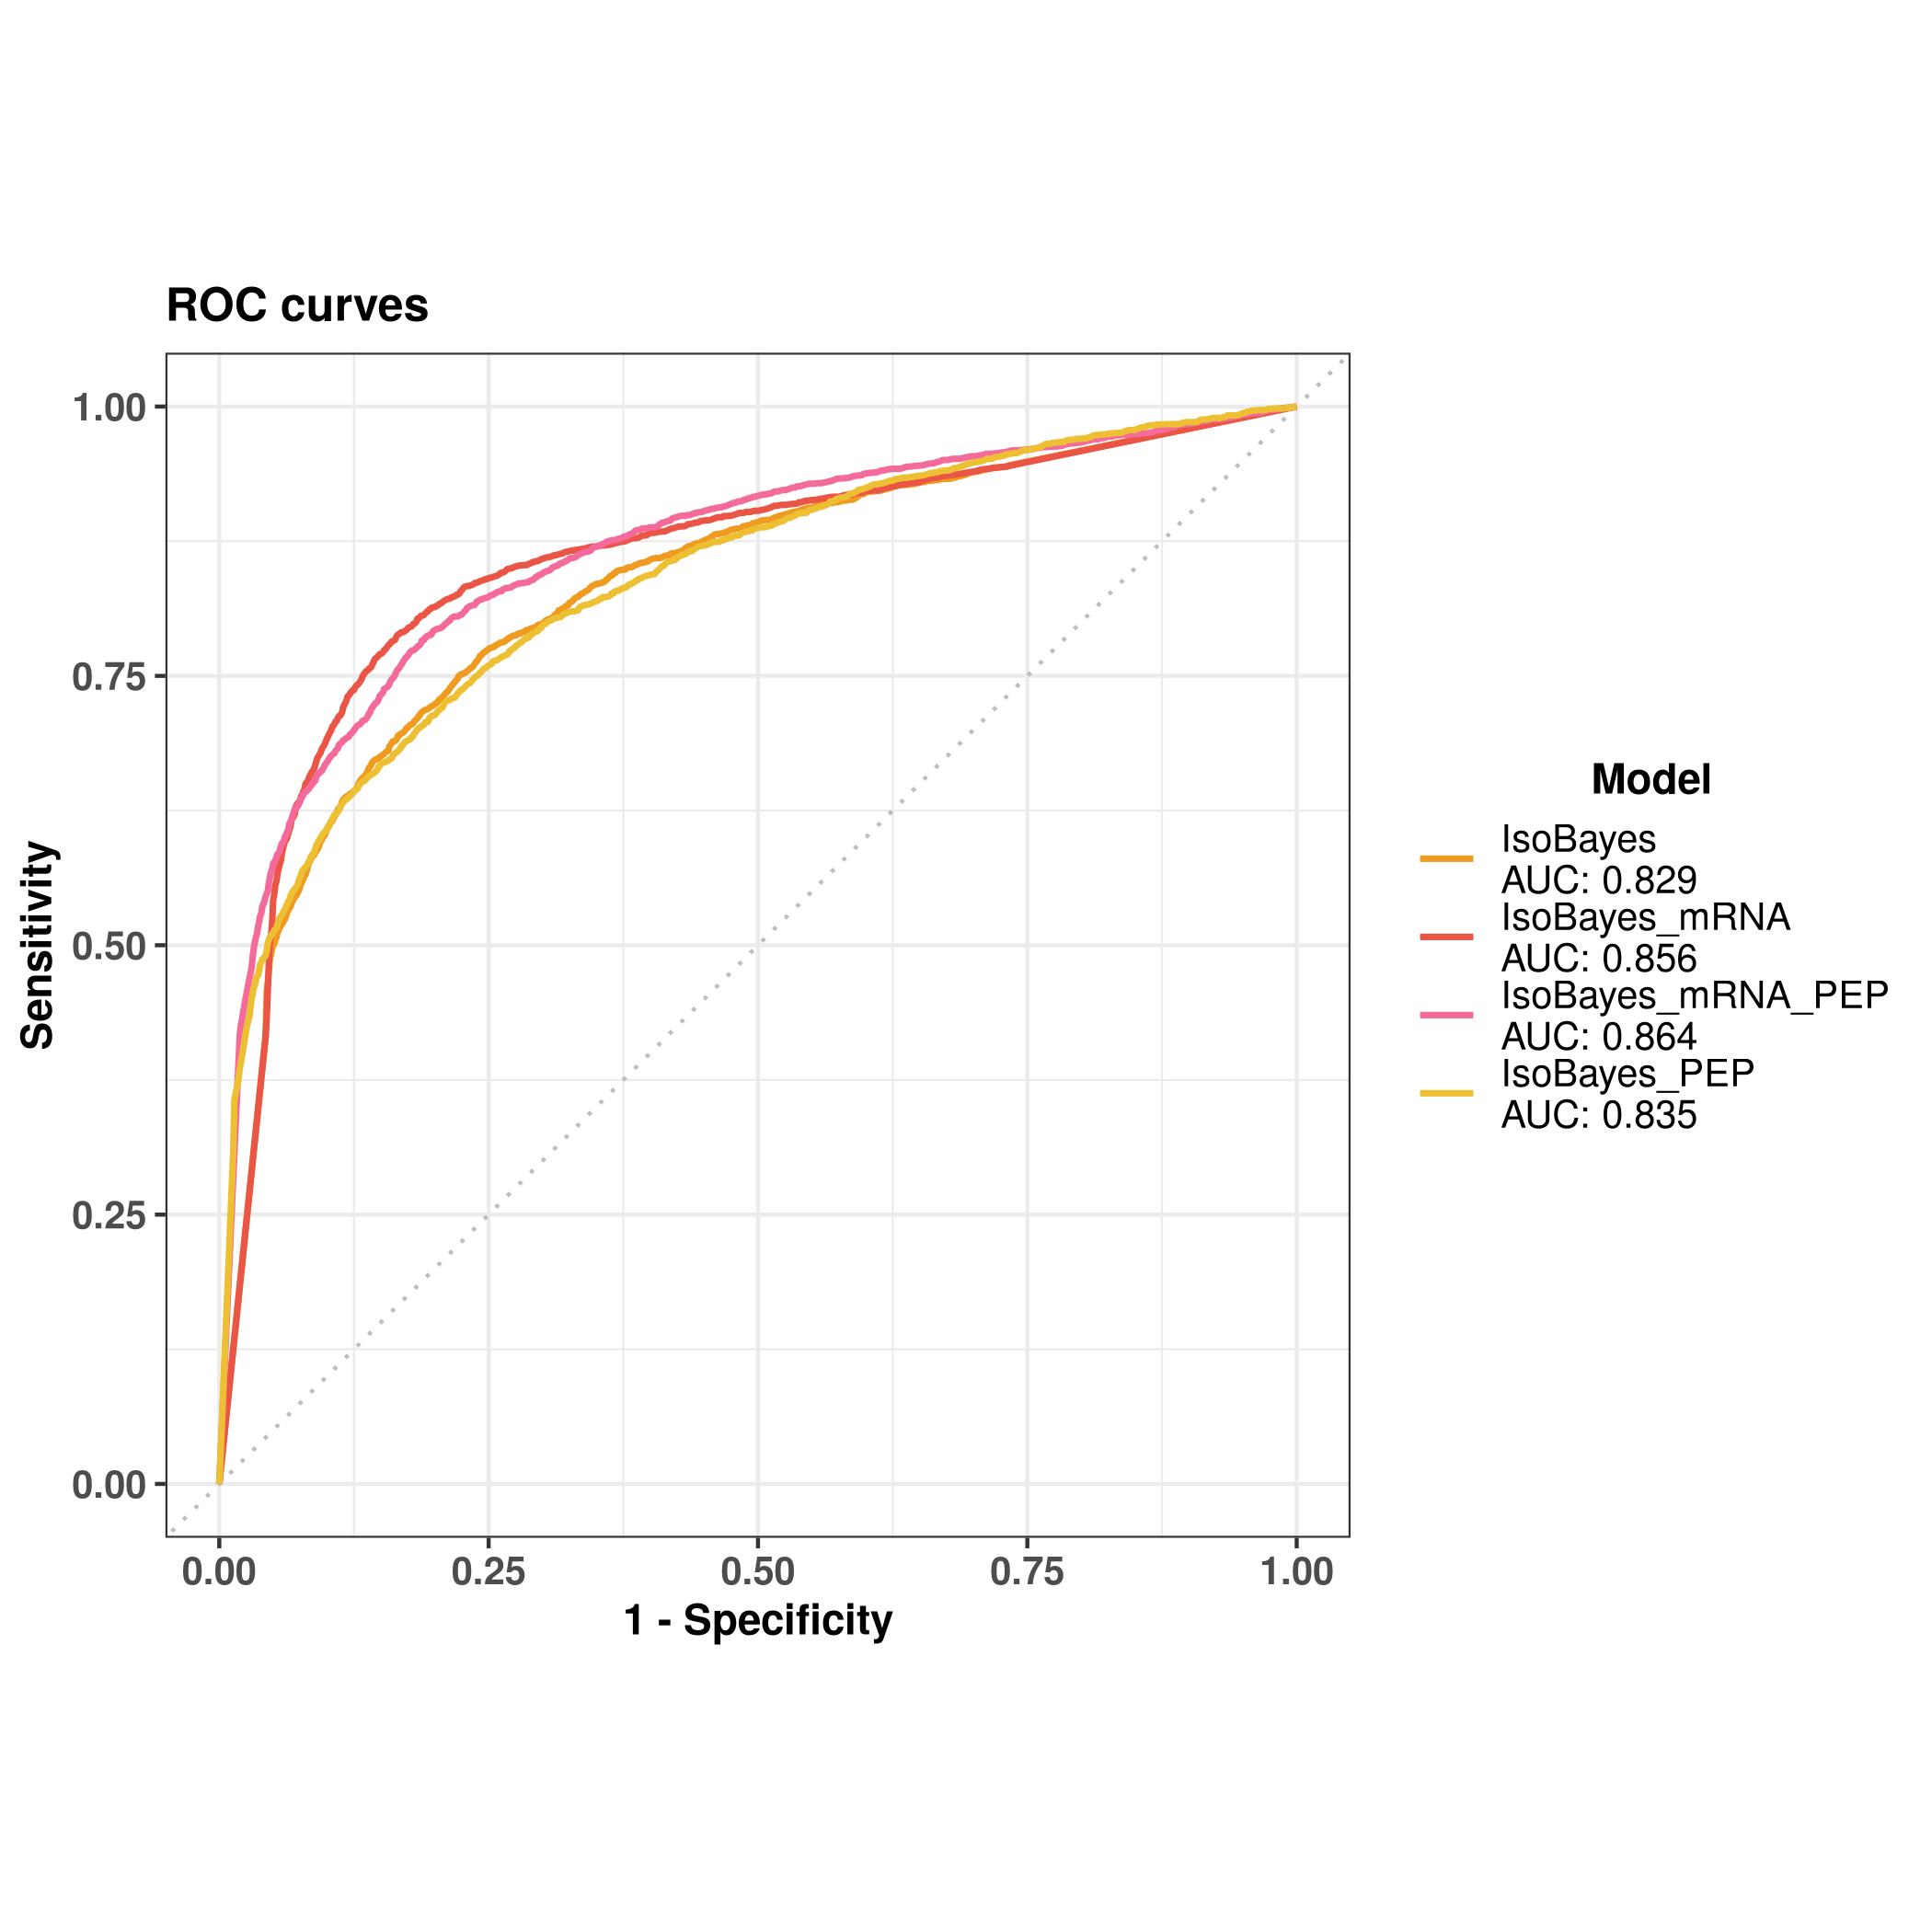 ROC curves
1.00
0.75
0.50
0.25
0.00
Sensitivity
0.00 0.25 0.50 0.75 1.00
1 - Specificity
Model
IsoBayes
AUC: 0.829
IsoBayes_mRNA
AUC: 0.856
IsoBayes_mRNA_PEP
AUC: 0.864
IsoBayes_PEP
AUC: 0.835